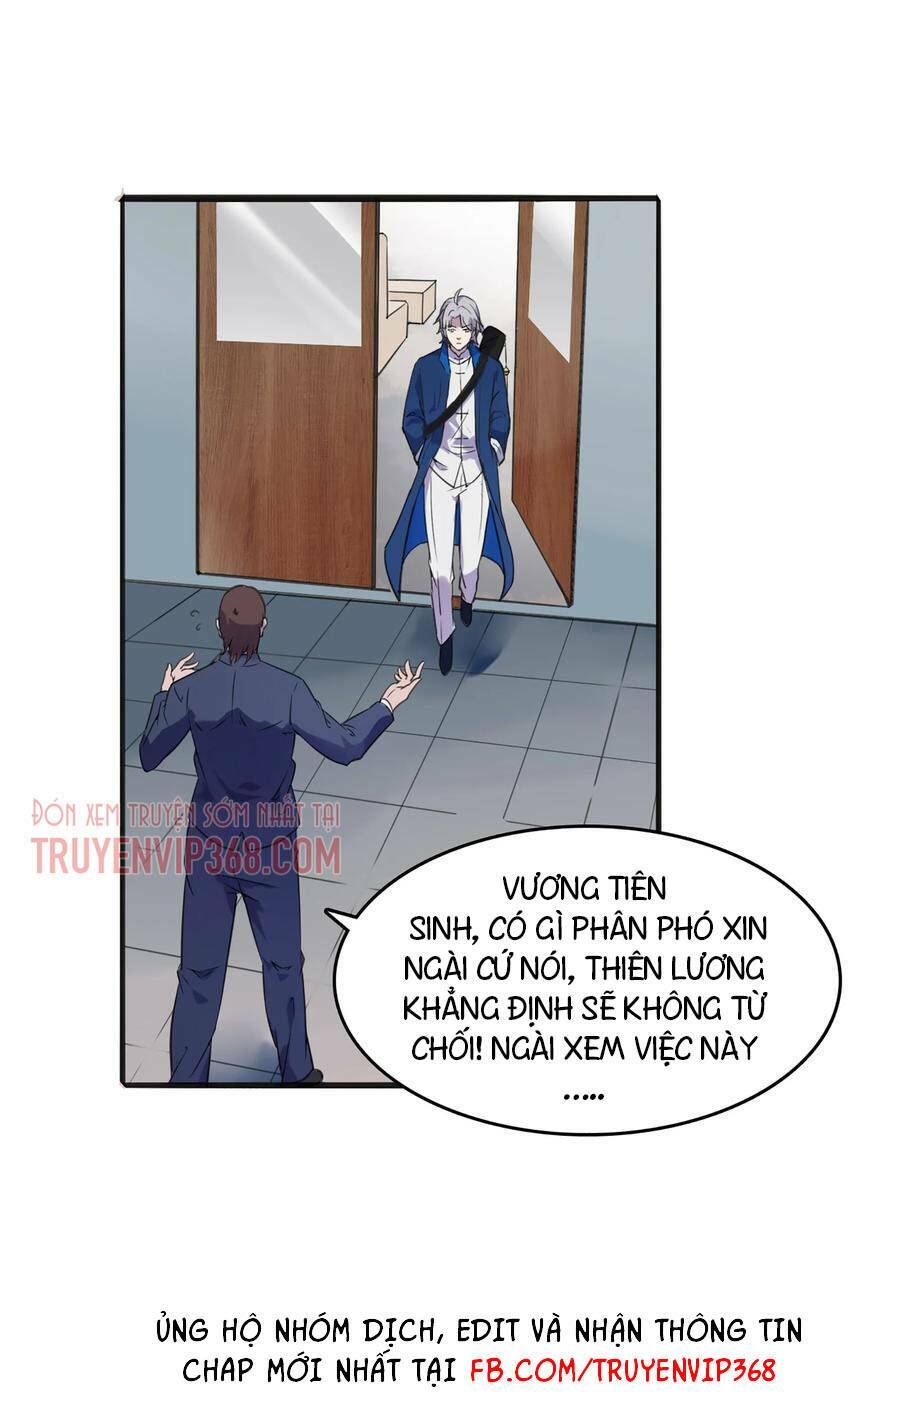 ĐÓN XEM TRUYỆN SỚM NHẤT TẠI
TRUYENVIP368.COM
VƯƠNG TIÊN
SINH, CÓ GÌ PHÂN PHÓ XIN
NGÀI CỨ NÓI, THIÊN LƯƠNG
KHẲNG ĐỊNH SẼ KHÔNG TỪ
CHỐI! NGÀI XEM VIỆC NÀY
.....
ỦNG HỘ NHÓM DỊCH, EDIT VÀ NHẬN THÔNG TIN
CHAP MỚI NHẤT TẠI FB.COM/TRUYENVIP368